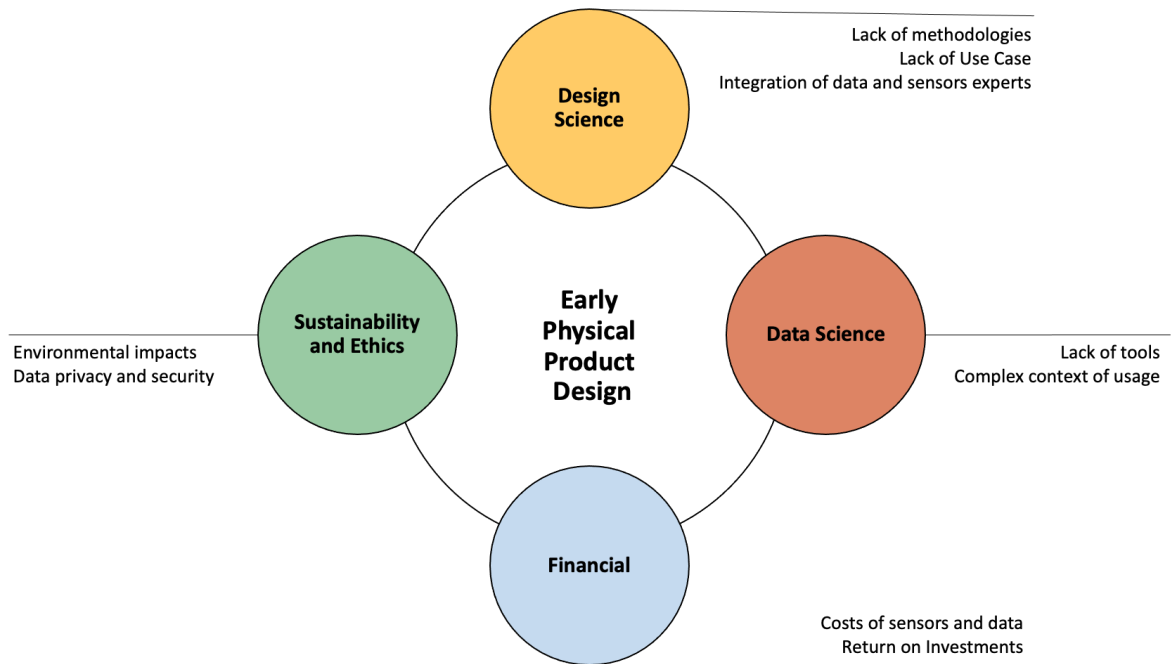 Lack of methodologies
Lack of Use Case
Integration of data and sensors experts
Design
Science
Sustainability
and Ethics
Environmental impacts
Data privacy and security
Early
Physical
Product
Design
Data Science
Lack of tools
Complex context of usage
Financial
Costs of sensors and data
Return on Investments